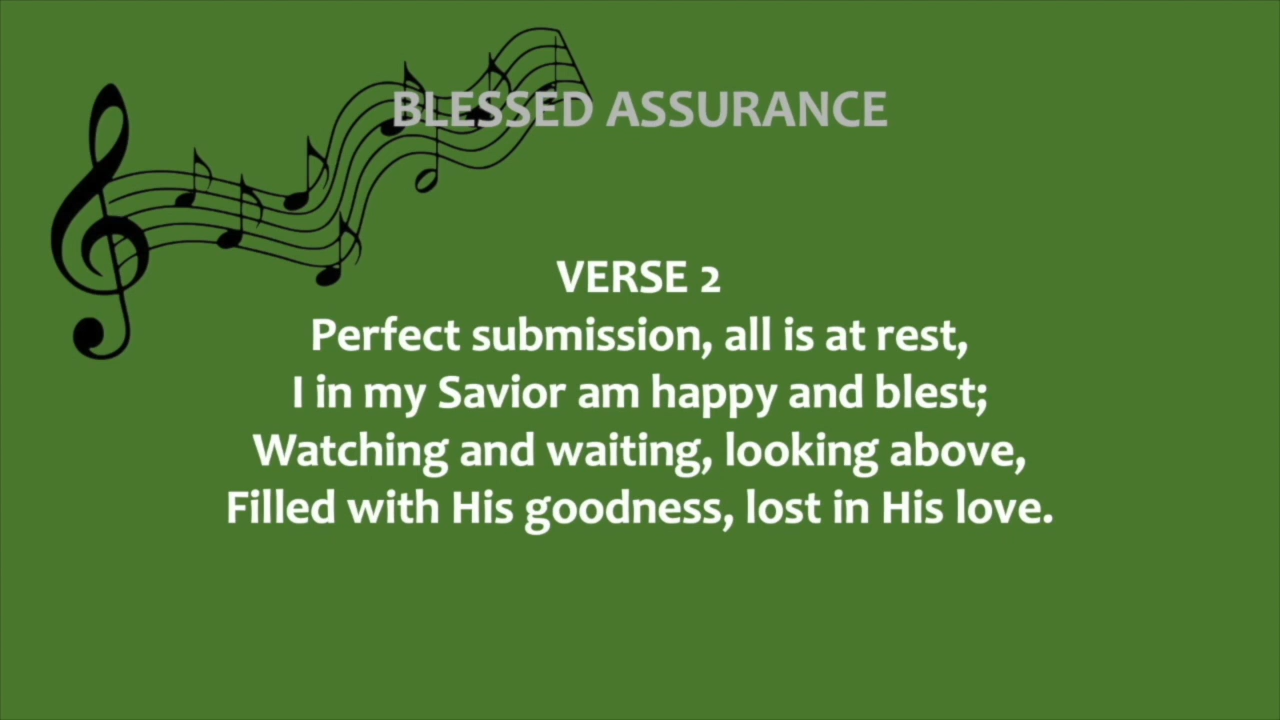 BLESSED ASSURANCE
VERSE 2
Perfect submission, all is at rest,
I in my Savior am happy and blest;
Watching and waiting, looking above,
Filled with His goodness, lost in His love.